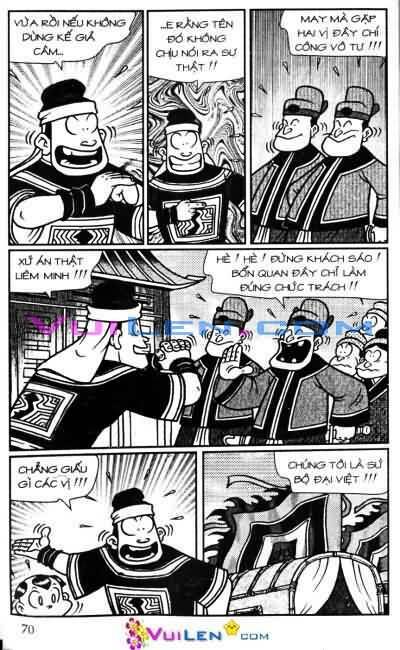 VỪA RỒI NẾU KHÔNG
DÙNG KẾ GIẢ
CÂM...
...E RẰNG TÊN
ĐÓ KHÔNG
CHỊU NÓI RA SỰ
THẬT !!
MAY MÀ GẶP
HAI VỊ ĐÂY CHÍ
CÔNG VÔ TƯ !!!
XỬ ÁN THẬT
LIÊM MINH !!!
HÈ ! HÈ ! ĐỪNG KHÁCH SÁO !
BỔN QUAN ĐÂY CHỈ LÀM
ĐÚNG CHỨC TRÁCH !!
VuiLen.com
CHẲNG GIẤU
GÌ CÁC VỊ !!!
CHÚNG TÔI LÀ SỨ
BỘ ĐẠI VIỆT !!!
70
VuiLen.com